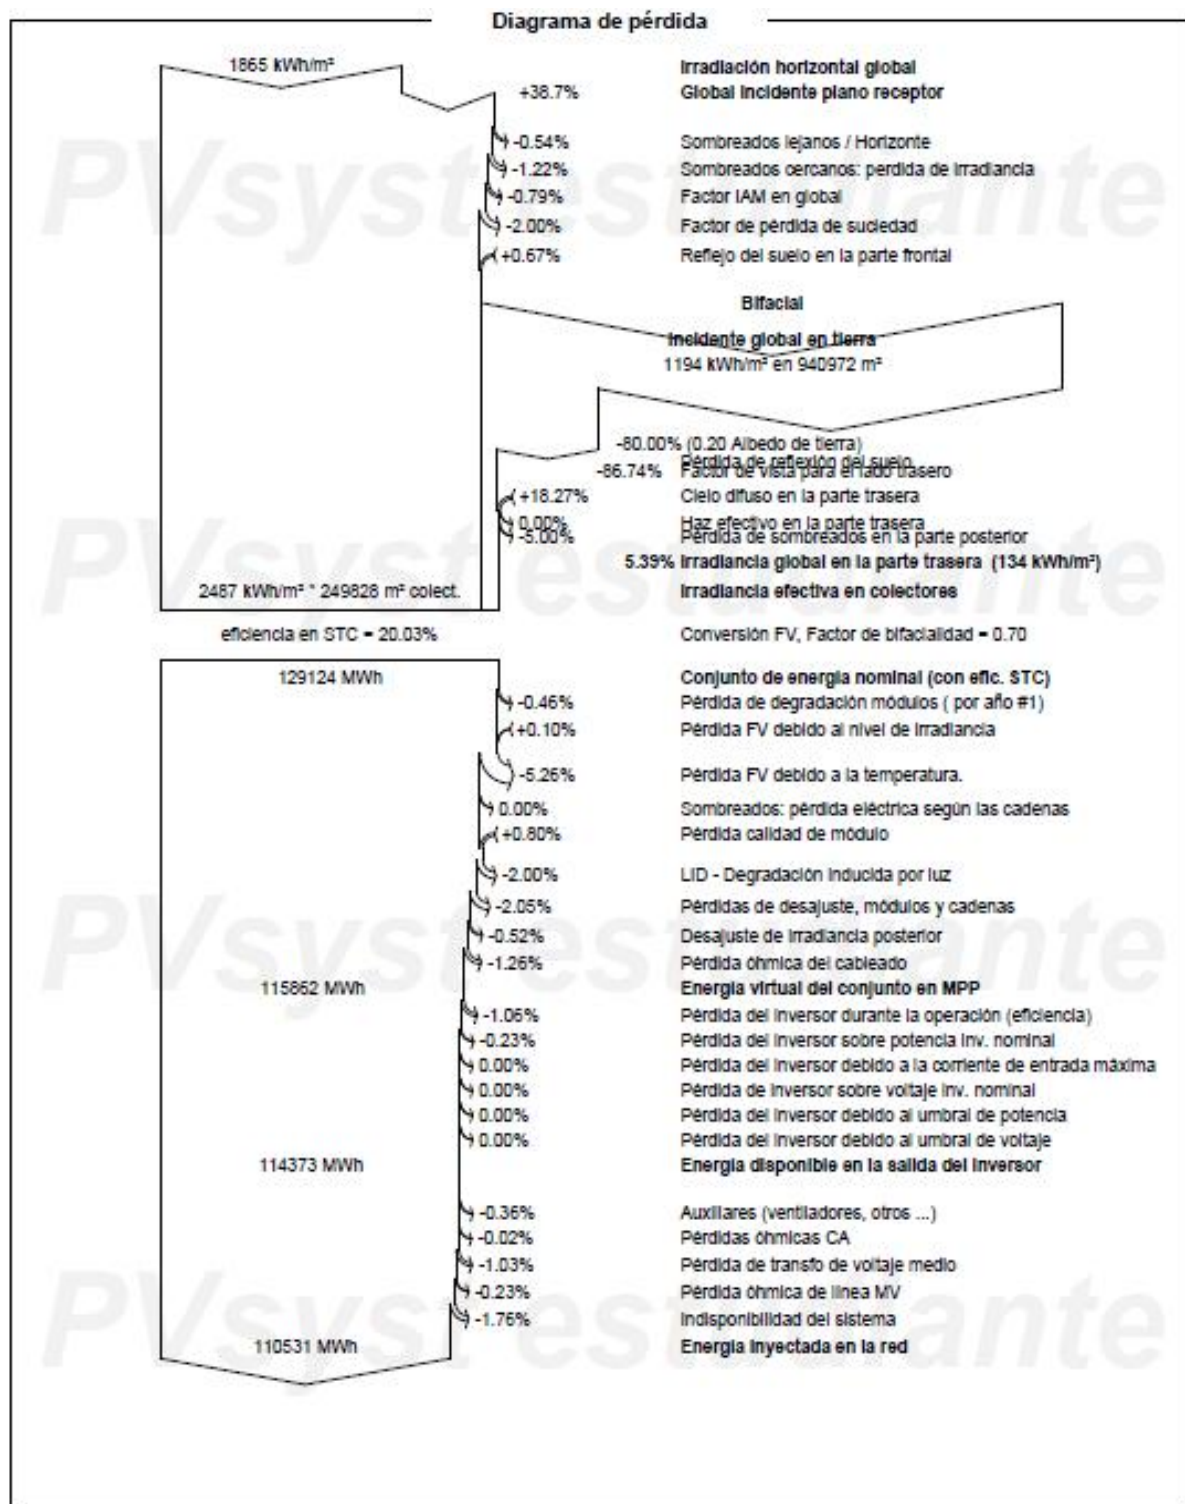 Diagrama de pérdida
1865 kWh/m² Irradiación horizontal global
+38.7% Global incidente plano receptor
-0.54% Sombreados lejanos / Horizonte
-1.22% Sombreados cercanos: perdida de irradiancia
-0.79% Factor IAM en global
-2.00% Factor de pérdida de suciedad
+0.67% Reflejo del suelo en la parte frontal
Bifacial
Incidente global en tierra
1194 kWh/m² en 940972 m²
-80.00% (0.20 Albedo de tierra)
Pérdida de reflexión del suelo
-86.74% Factor de vista para el lado trasero
+18.27% Cielo difuso en la parte trasera
0.00% Haz efectivo en la parte trasera
-5.00% Pérdida de sombreados en la parte posterior
5.39% Irradiancia global en la parte trasera (134 kWh/m²)
2487 kWh/m² * 249828 m² colect. Irradiancia efectiva en colectores
eficiencia en STC = 20.03% Conversión FV, Factor de bifacialidad = 0.70
129124 MWh Conjunto de energia nominal (con efic. STC)
-0.46% Pérdida de degradación módulos ( por año #1)
+0.10% Pérdida FV debido al nivel de irradiancia
-5.26% Pérdida FV debido a la temperatura.
0.00% Sombreados: pérdida eléctrica según las cadenas
+0.80% Pérdida calidad de módulo
-2.00% LID - Degradación inducida por luz
-2.05% Pérdidas de desajuste, módulos y cadenas
-0.52% Desajuste de irradiancia posterior
-1.26% Pérdida óhmica del cableado
115862 MWh Energia virtual del conjunto en MPP
-1.06% Pérdida del inversor durante la operación (eficiencia)
-0.23% Pérdida del inversor sobre potencia inv. nominal
0.00% Pérdida del inversor debido a la corriente de entrada máxima
0.00% Pérdida de inversor sobre voltaje inv. nominal
0.00% Pérdida del inversor debido al umbral de potencia
0.00% Pérdida del inversor debido al umbral de voltaje
114373 MWh Energia disponible en la salida del inversor
-0.36% Auxiliares (ventiladores, otros ...)
-0.02% Pérdidas óhmicas CA
-1.03% Pérdida de transfo de voltaje medio
-0.23% Pérdida óhmica de línea MV
-1.76% Indisponibilidad del sistema
110531 MWh Energia inyectada en la red
PVsyst estudiante
PVsyst estudiante
PVsyst estudiante
PVsyst estudiante